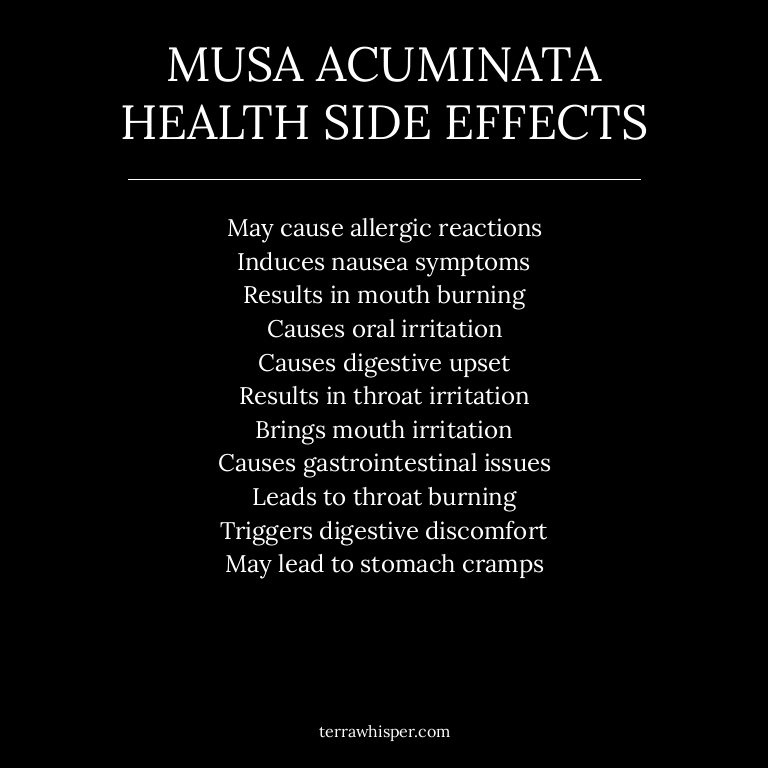 MUSA ACUMINATA
HEALTH SIDE EFFECTS
May cause allergic reactions
Induces nausea symptoms
Results in mouth burning
Causes oral irritation
Causes digestive upset
Results in throat irritation
Brings mouth irritation
Causes gastrointestinal issues
Leads to throat burning
Triggers digestive discomfort
May lead to stomach cramps
terrawhisper.com